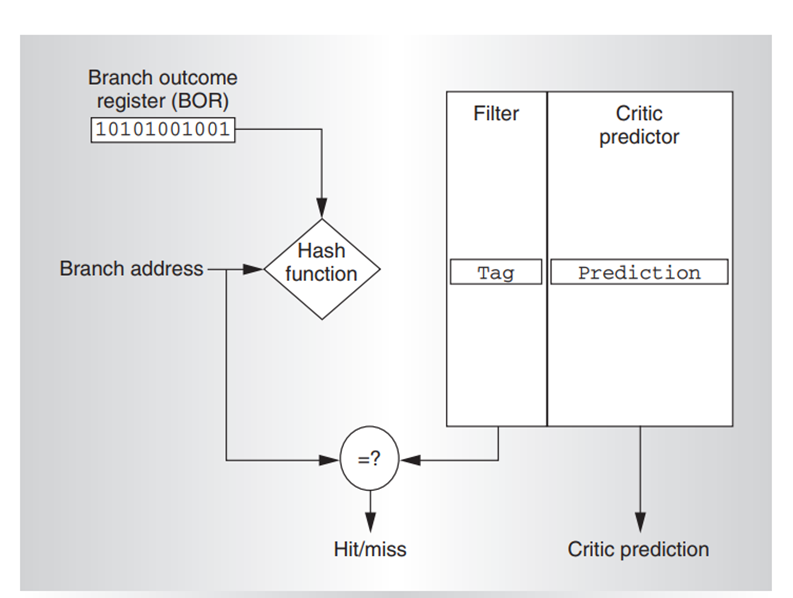 Branch outcome
register (BOR)
10101001001
Filter
Critic
predictor
Hash
function
Branch address
Tag
Prediction
=?
Hit/miss
Critic prediction